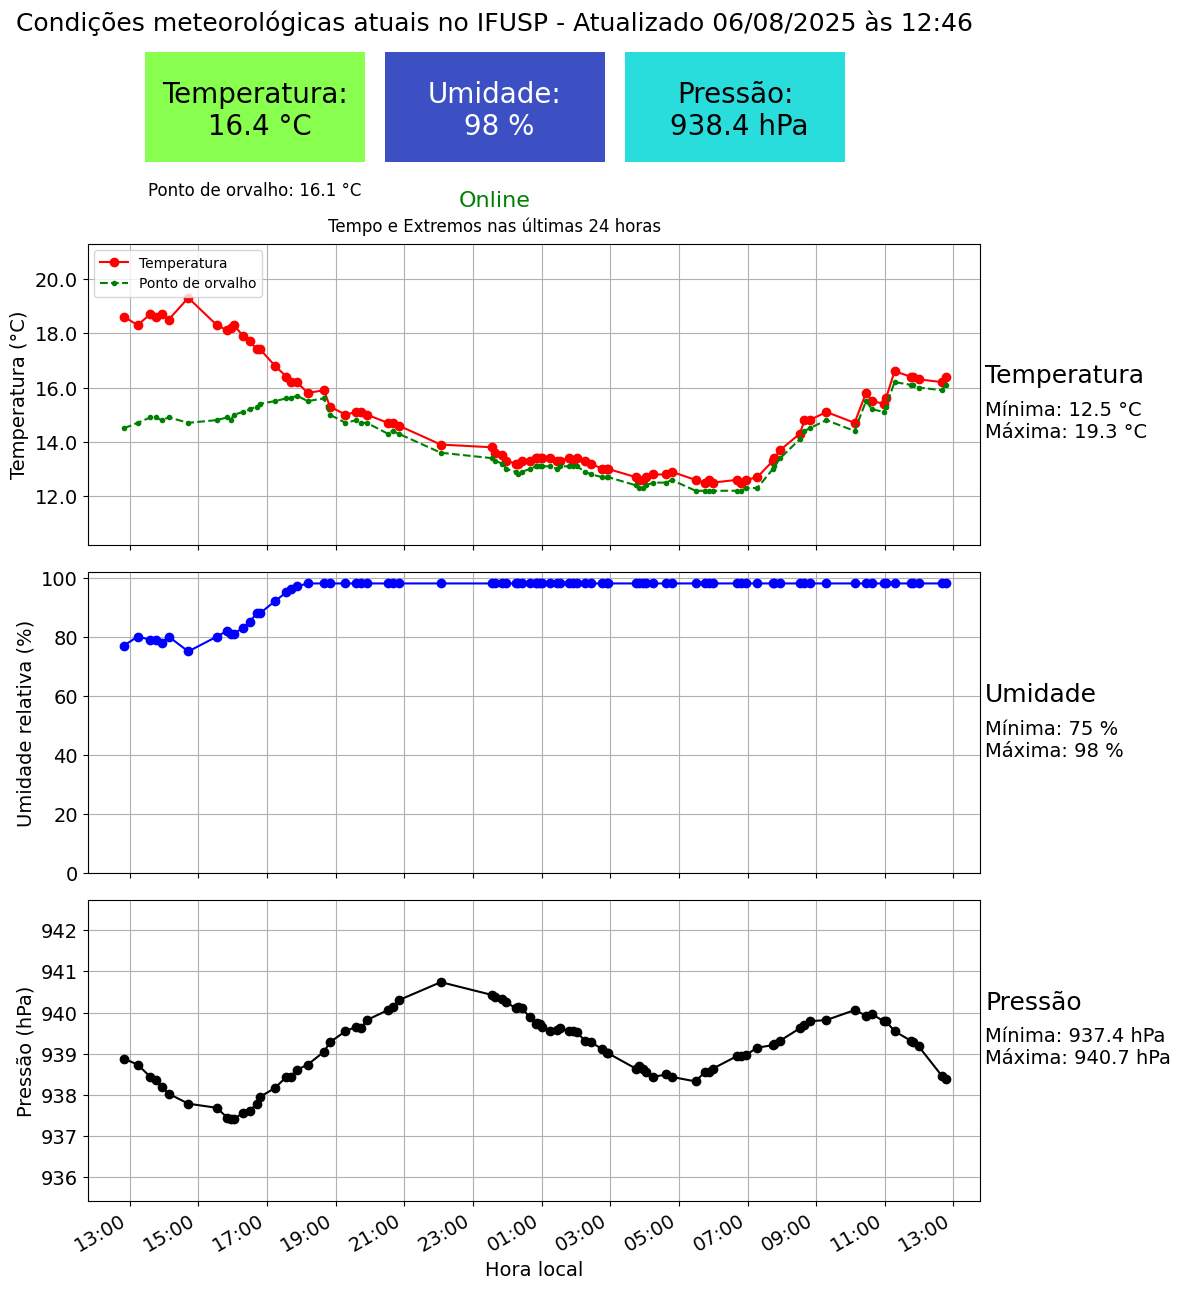 Condições meteorológicas atuais no IFUSP - Atualizado 06/08/2025 às 12:46
Temperatura:
16.4 °C
Umidade:
98 %
Pressão:
938.4 hPa
Ponto de orvalho: 16.1 °C
Online
Tempo e Extremos nas últimas 24 horas
Temperatura
Ponto de orvalho
Temperatura (°C)
20.0
18.0
16.0
14.0
12.0
Temperatura
Mínima: 12.5 °C
Máxima: 19.3 °C
Umidade relativa (%)
100
80
60
40
20
0
Umidade
Mínima: 75 %
Máxima: 98 %
Pressão (hPa)
942
941
940
939
938
937
936
Pressão
Mínima: 937.4 hPa
Máxima: 940.7 hPa
13:00 15:00 17:00 19:00 21:00 23:00 01:00 03:00 05:00 07:00 09:00 11:00 13:00
Hora local